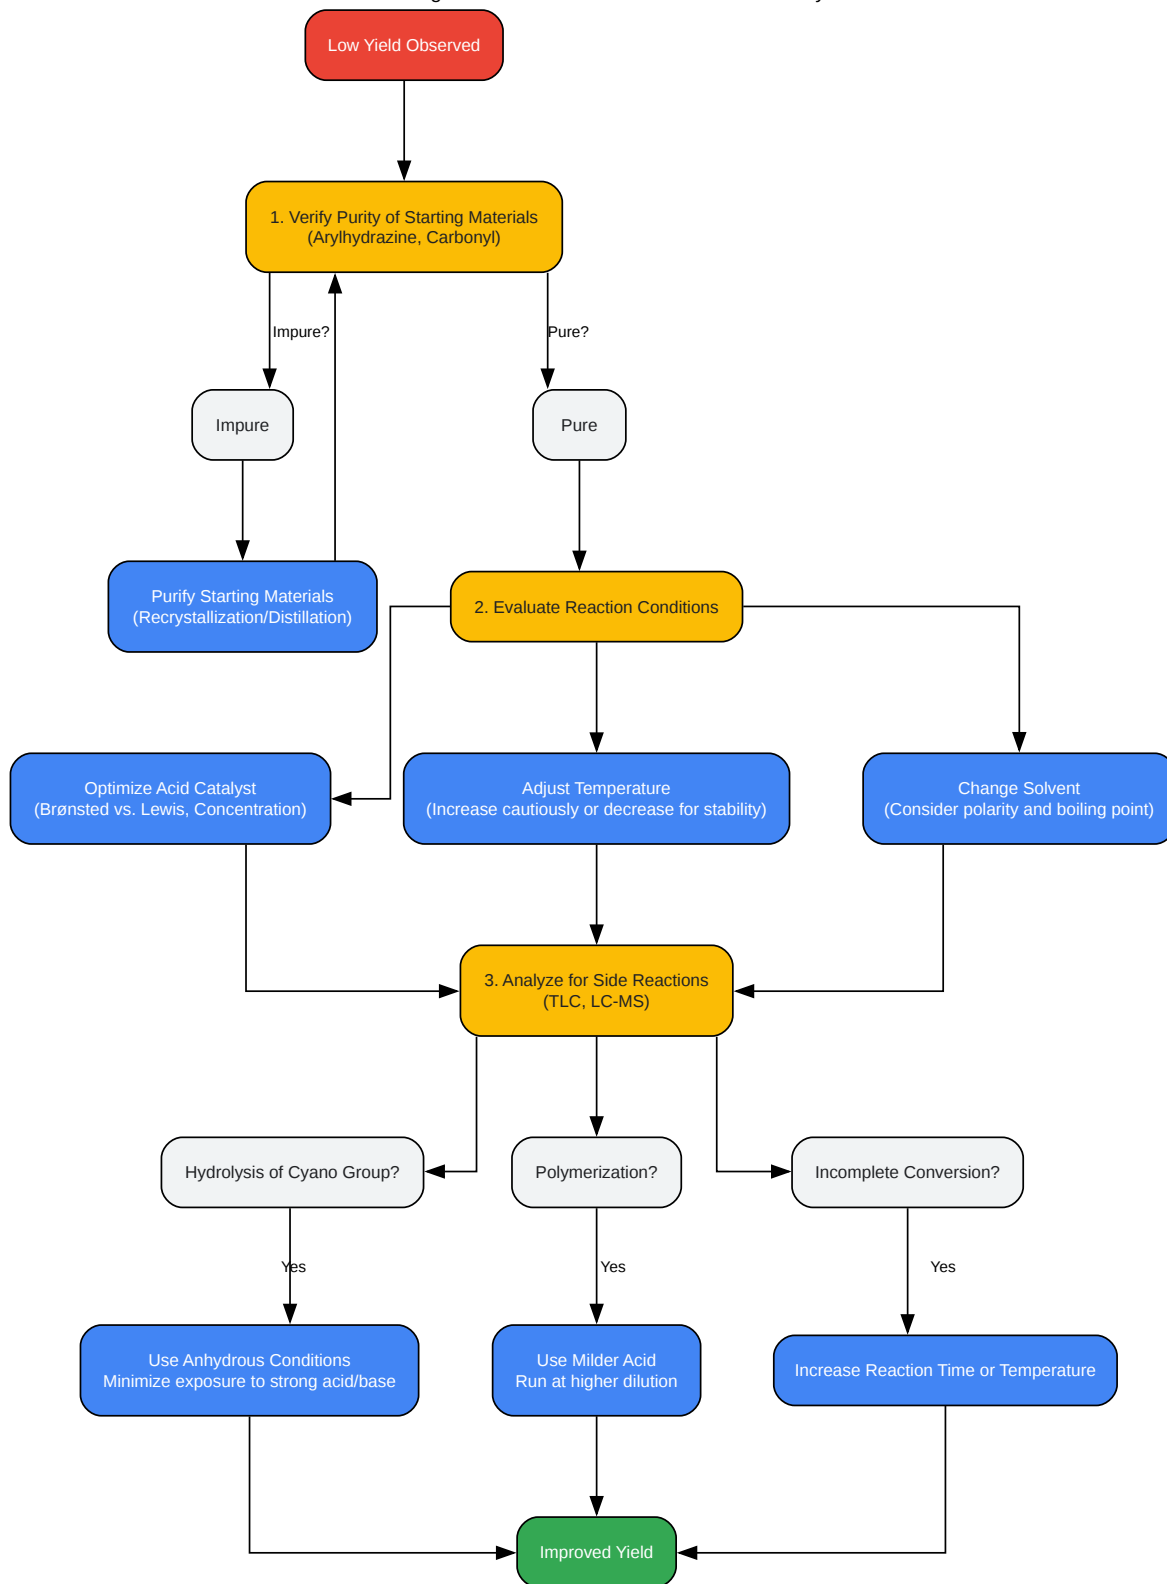 Low Yield Observed
1. Verify Purity of Starting Materials
(Arylhydrazine, Carbonyl)
Impure?
Pure?
Impure
Pure
Purify Starting Materials
(Recrystallization/Distillation)
2. Evaluate Reaction Conditions
Optimize Acid Catalyst
(Brønsted vs. Lewis, Concentration)
Adjust Temperature
(Increase cautiously or decrease for stability)
Change Solvent
(Consider polarity and boiling point)
3. Analyze for Side Reactions
(TLC, LC-MS)
Hydrolysis of Cyano Group?
Polymerization?
Incomplete Conversion?
Yes
Yes
Yes
Use Anhydrous Conditions
Minimize exposure to strong acid/base
Use Milder Acid
Run at higher dilution
Increase Reaction Time or Temperature
Improved Yield